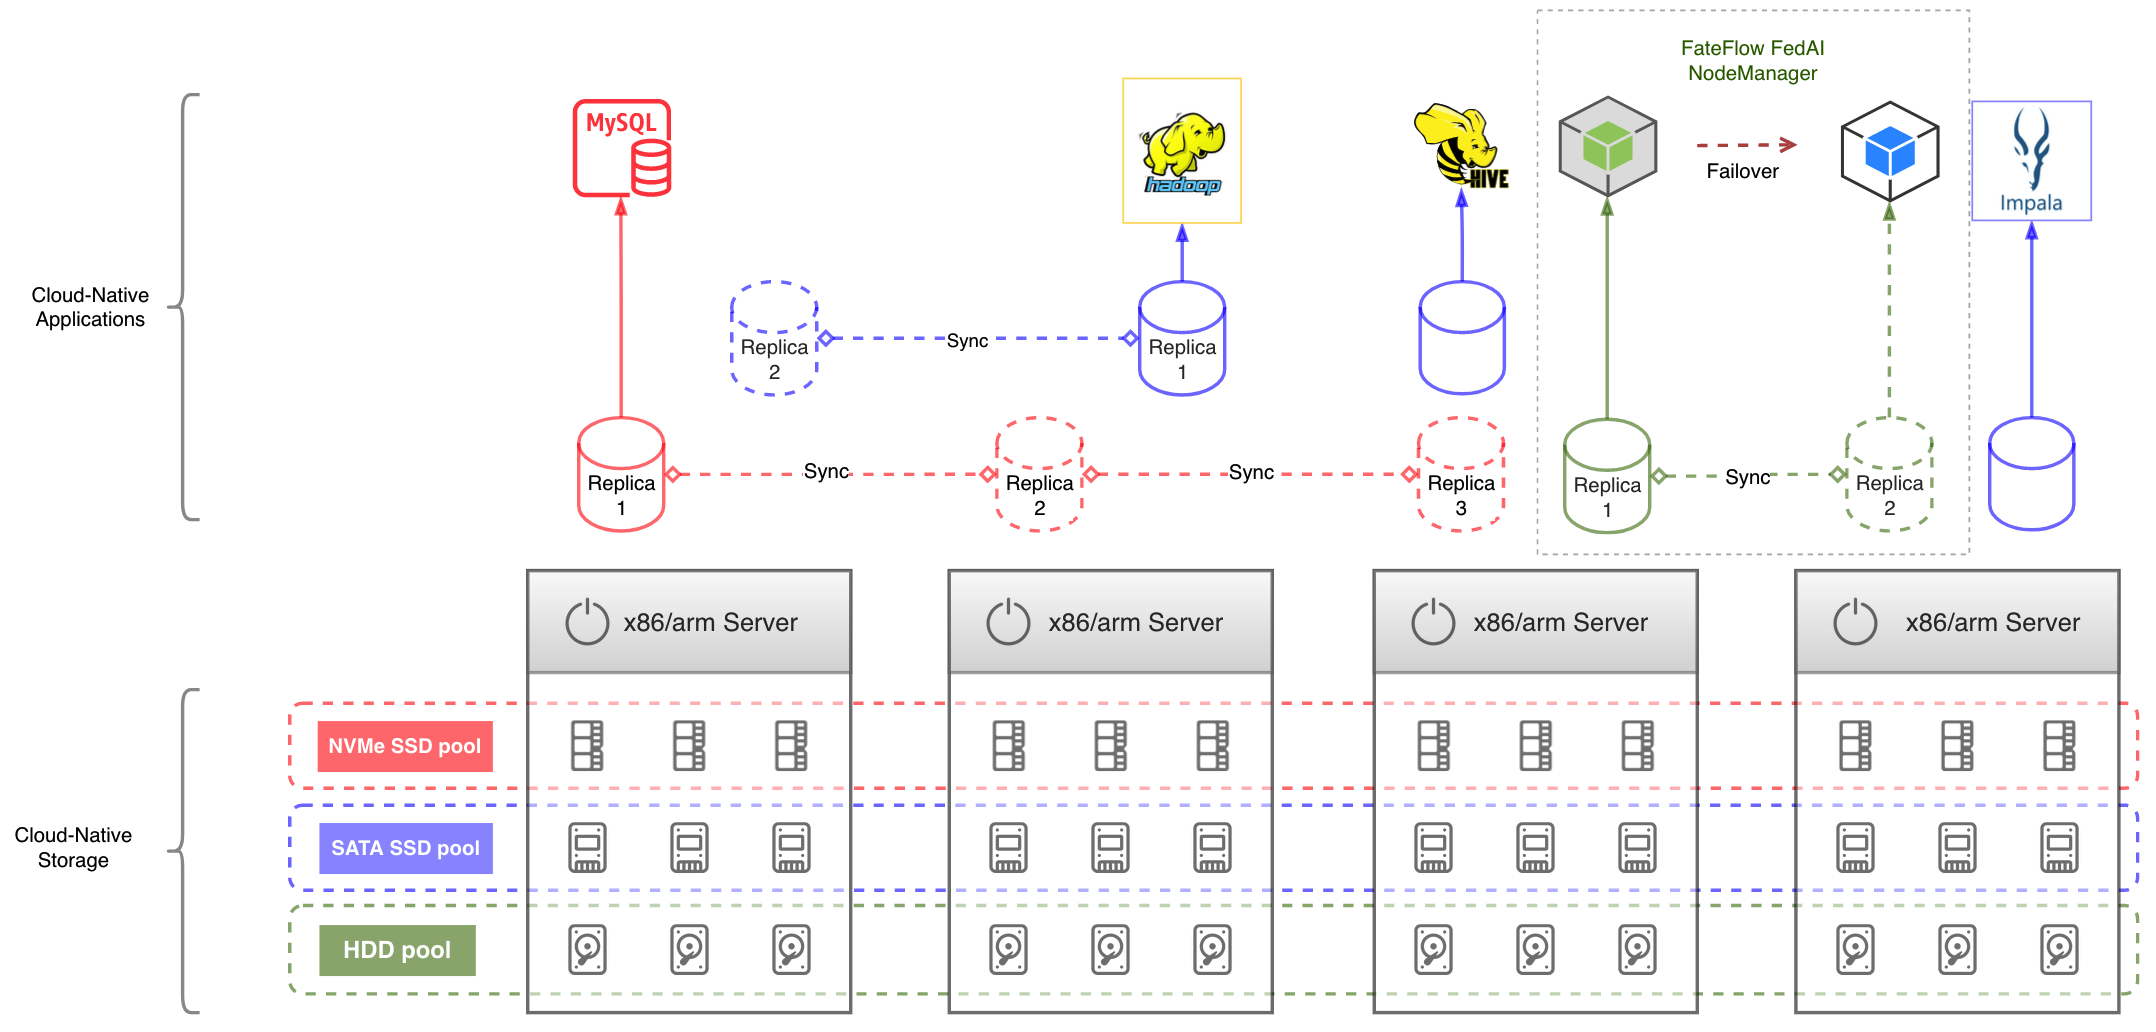 FateFlow FedAI
NodeManager
MySQL
hadoop
HIVE
Failover
Impala
Cloud-Native
Applications
Replica
2
Sync
Replica
1
Replica
1
Sync
Replica
2
Sync
Replica
3
Replica
1
Sync
Replica
2
x86/arm Server
x86/arm Server
x86/arm Server
x86/arm Server
NVMe SSD pool
Cloud-Native
Storage
SATA SSD pool
HDD pool